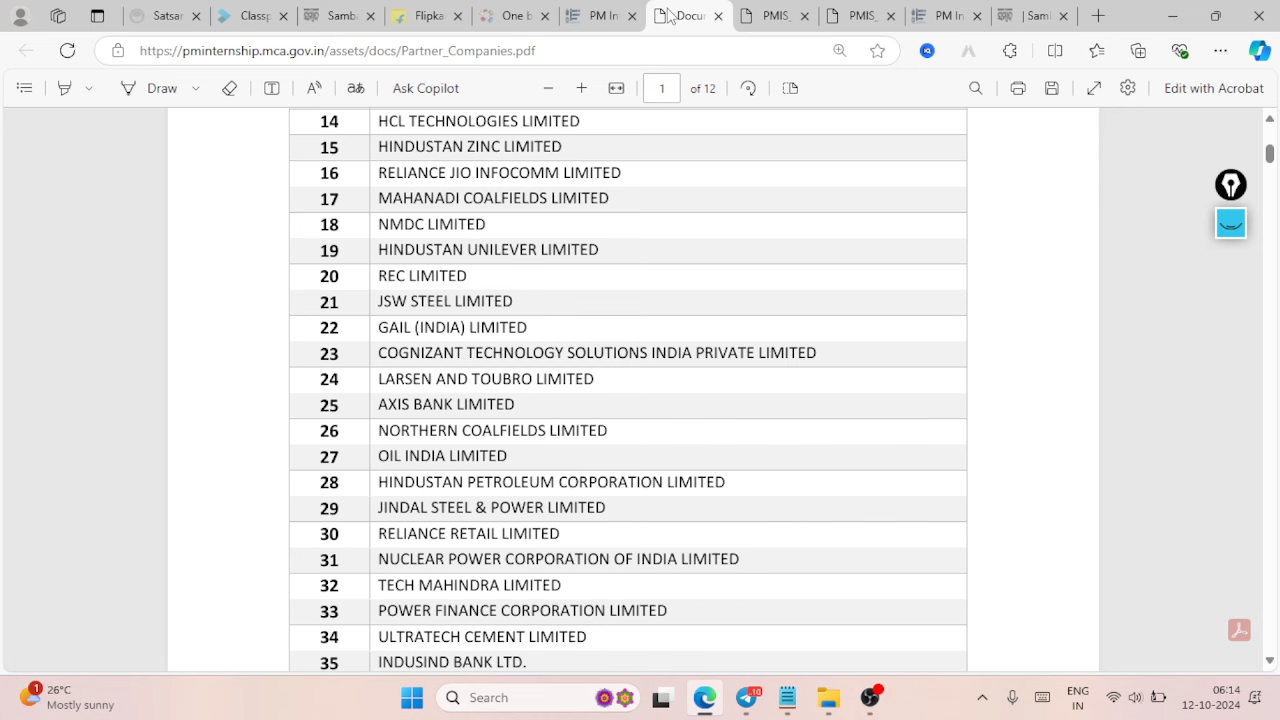 Satsar
Classp
Samb
Flipka
One b
PM In
Docu
PMIS_
PMIS_
PM In
Saml
https://pminternship.mca.gov.in/assets/docs/Partner_Companies.pdf
Draw
Ask Copilot
1 of 12
Edit with Acrobat
14 HCL TECHNOLOGIES LIMITED
15 HINDUSTAN ZINC LIMITED
16 RELIANCE JIO INFOCOMM LIMITED
17 MAHANADI COALFIELDS LIMITED
18 NMDC LIMITED
19 HINDUSTAN UNILEVER LIMITED
20 REC LIMITED
21 JSW STEEL LIMITED
22 GAIL (INDIA) LIMITED
23 COGNIZANT TECHNOLOGY SOLUTIONS INDIA PRIVATE LIMITED
24 LARSEN AND TOUBRO LIMITED
25 AXIS BANK LIMITED
26 NORTHERN COALFIELDS LIMITED
27 OIL INDIA LIMITED
28 HINDUSTAN PETROLEUM CORPORATION LIMITED
29 JINDAL STEEL & POWER LIMITED
30 RELIANCE RETAIL LIMITED
31 NUCLEAR POWER CORPORATION OF INDIA LIMITED
32 TECH MAHINDRA LIMITED
33 POWER FINANCE CORPORATION LIMITED
34 ULTRATECH CEMENT LIMITED
35 INDUSIND BANK LTD.
1
26°C
Mostly sunny
Search
10
ENG
IN
06:14
12-10-2024